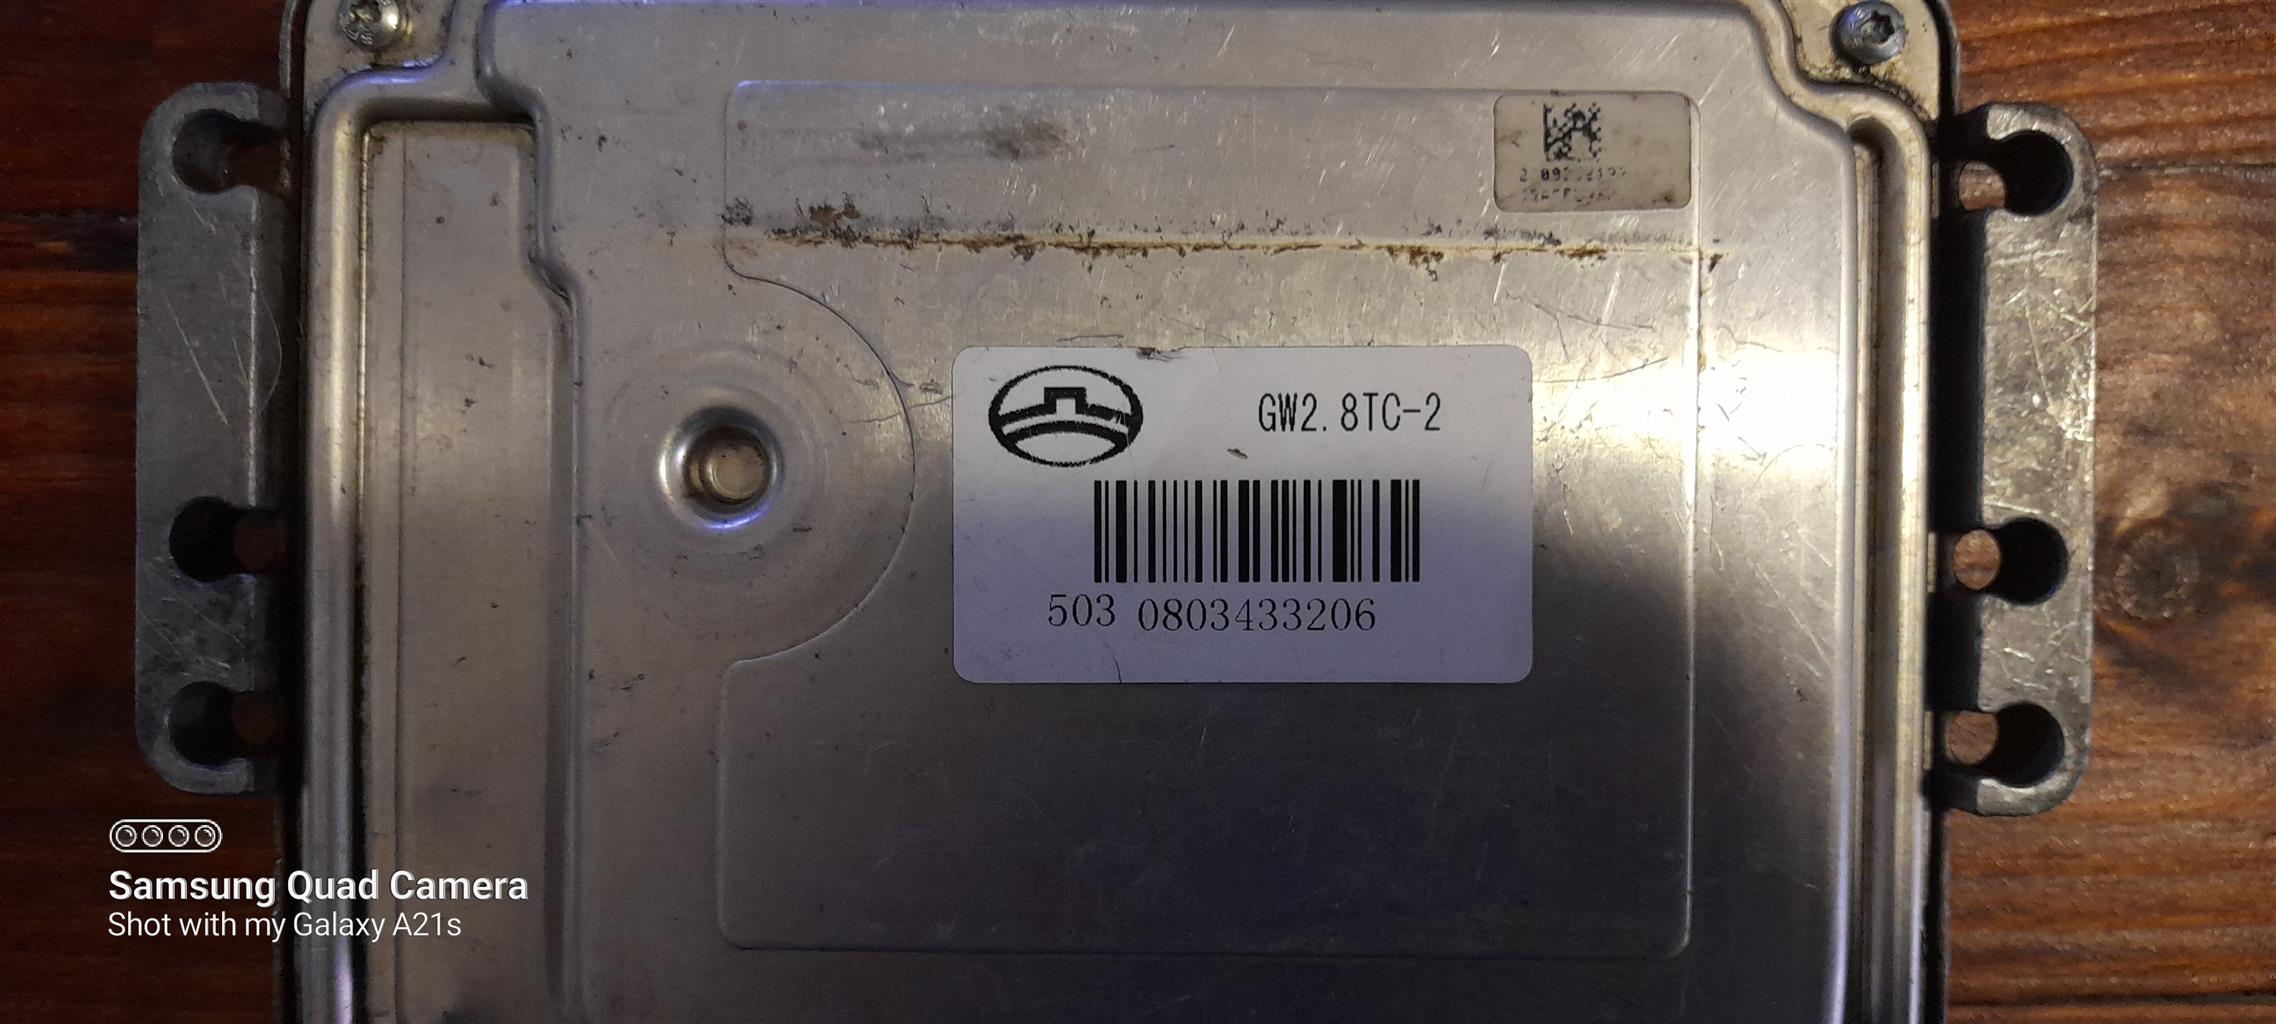 GW2.8TC-2
503 0803433206
Samsung Quad Camera
Shot with my Galaxy A21s